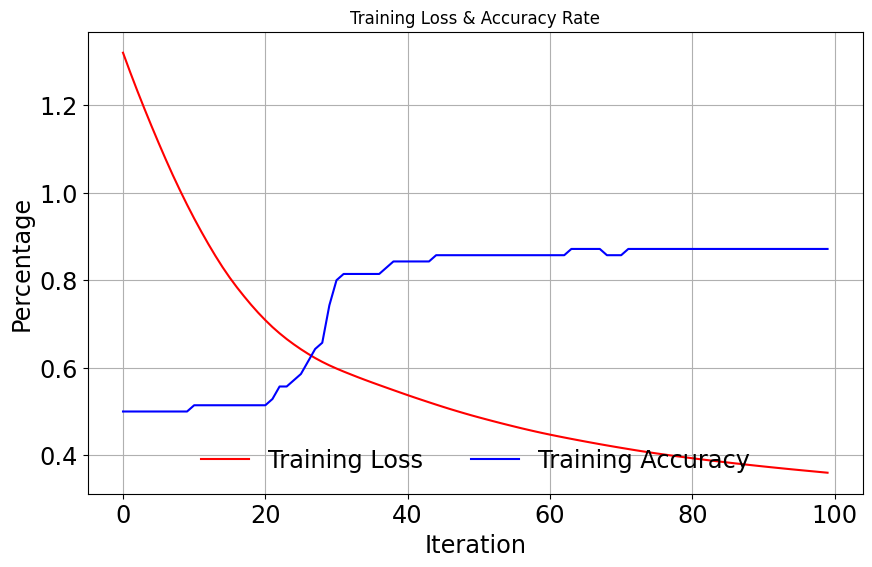 Training Loss & Accuracy Rate
Percentage
1.2
1.0
0.8
0.6
0.4
Training Loss
Training Accuracy
0
20
40
60
80
100
Iteration